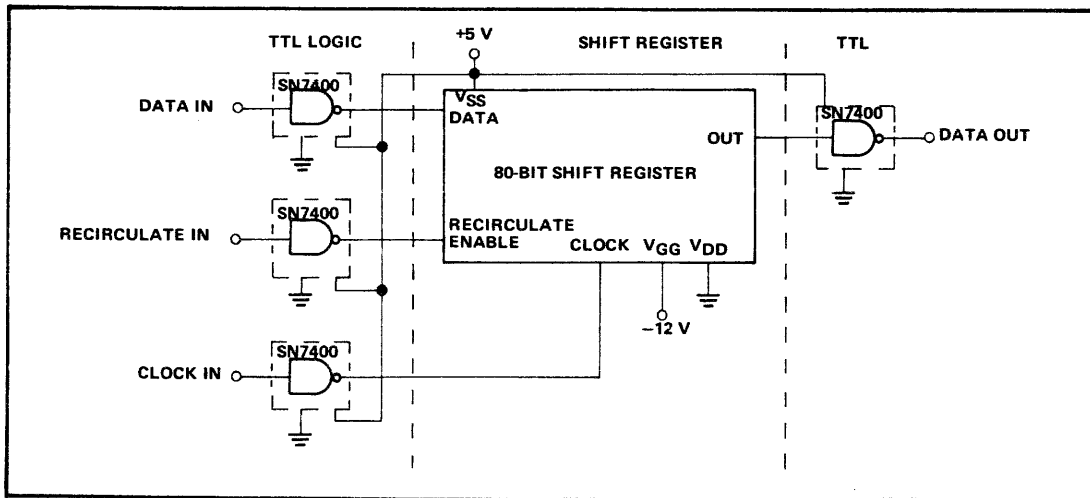 TTL LOGIC
+5 V
SHIFT REGISTER
TTL
SN7400
DATA IN
VSS
DATA
SN7400
DATA OUT
OUT
80-BIT SHIFT REGISTER
SN7400
RECIRCULATE IN
RECIRCULATE
ENABLE
CLOCK
VGG
VDD
−12 V
SN7400
CLOCK IN